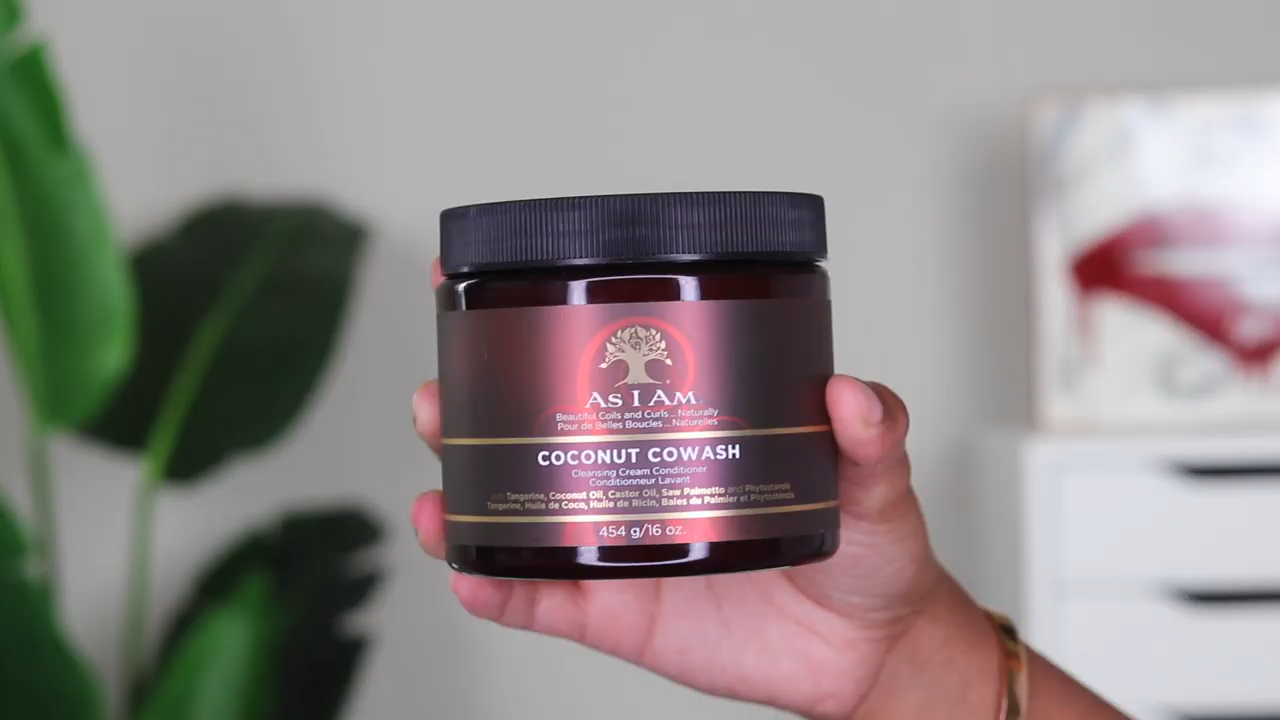 As I Am
Beautiful Coils and Curls ... Naturally
Pour de Belles Boucles ... Naturelles
COCONUT COWASH
Cleansing Cream Conditioner
Conditionneur Lavant
with Tangerine, Coconut Oil, Castor Oil, Saw Palmetto and Phytosterols
Tangerine, Huile de Coco, Huile de Ricin, Baies du Palmier et Phytostérols
454 g/16 oz.